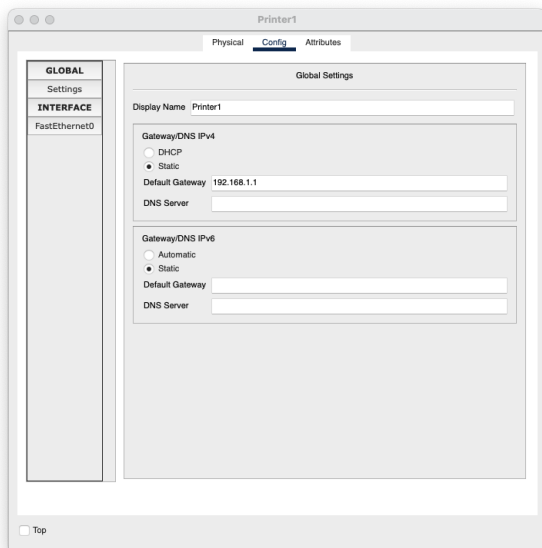 Printer1
Physical Config Attributes
GLOBAL
Settings
INTERFACE
FastEthernet0
Global Settings
Display Name Printer1
Gateway/DNS IPv4
DHCP
Static
Default Gateway 192.168.1.1
DNS Server
Gateway/DNS IPv6
Automatic
Static
Default Gateway
DNS Server
Top